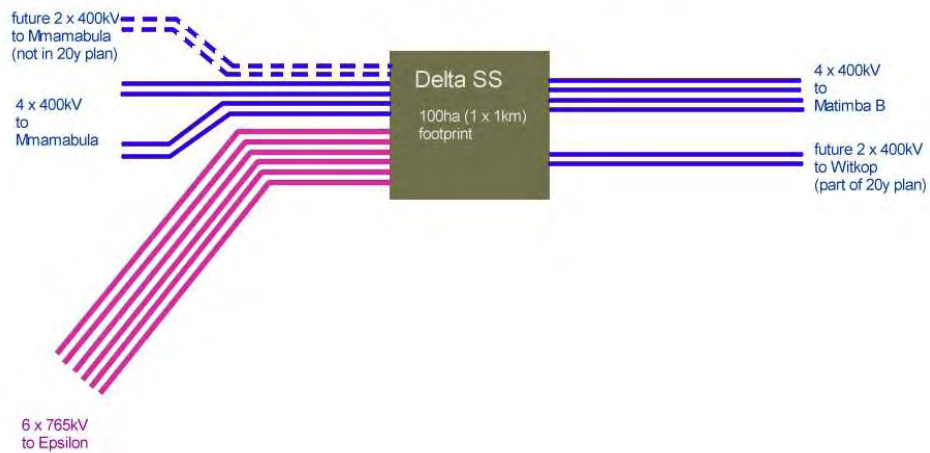 future 2 x 400kV
to Mmamabula
(not in 20y plan)
4 x 400kV
to
Mmamabula
6 x 765kV
to Epsilon
Delta SS
100ha (1 x 1km)
footprint
4 x 400kV
to
Matimba B
future 2 x 400kV
to Witkop
(part of 20y plan)